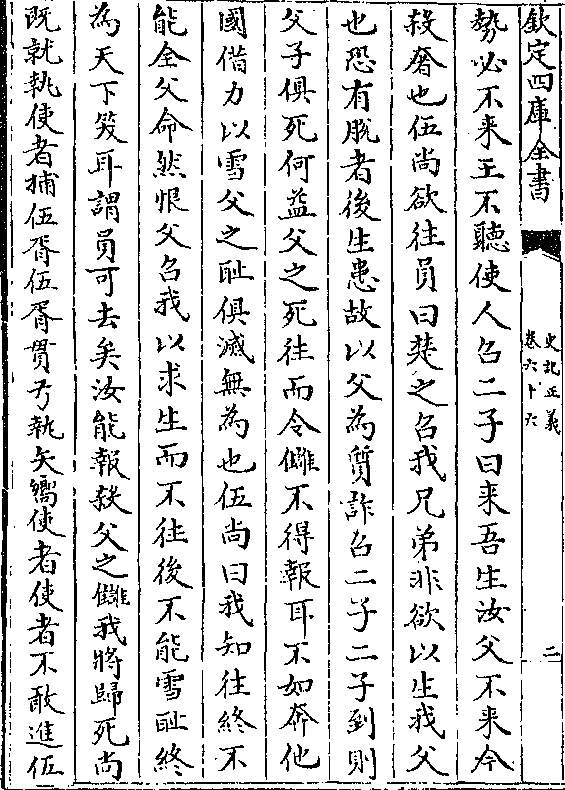 欽定四庫全書
史記正義
卷六十六
二
勢必不来王不聽使人召二子曰来吾生汝父不来今
殺奢也伍尚欲往員曰楚之召我兄弟非欲以生我父
也恐有脫者後生患故以父為質詐召二子二子到則
父子俱死何益父之死往而令讎不得報耳不如奔他
國借力以雪父之恥俱滅無為也伍尚曰我知往終不
能全父命然恨父召我以求生而不往後不能雪恥終
為天下笑耳謂員可去矣汝能報殺父之讎我將歸死尚
既就執使者捕伍胥伍胥貫弓執矢嚮使者使者不敢進伍